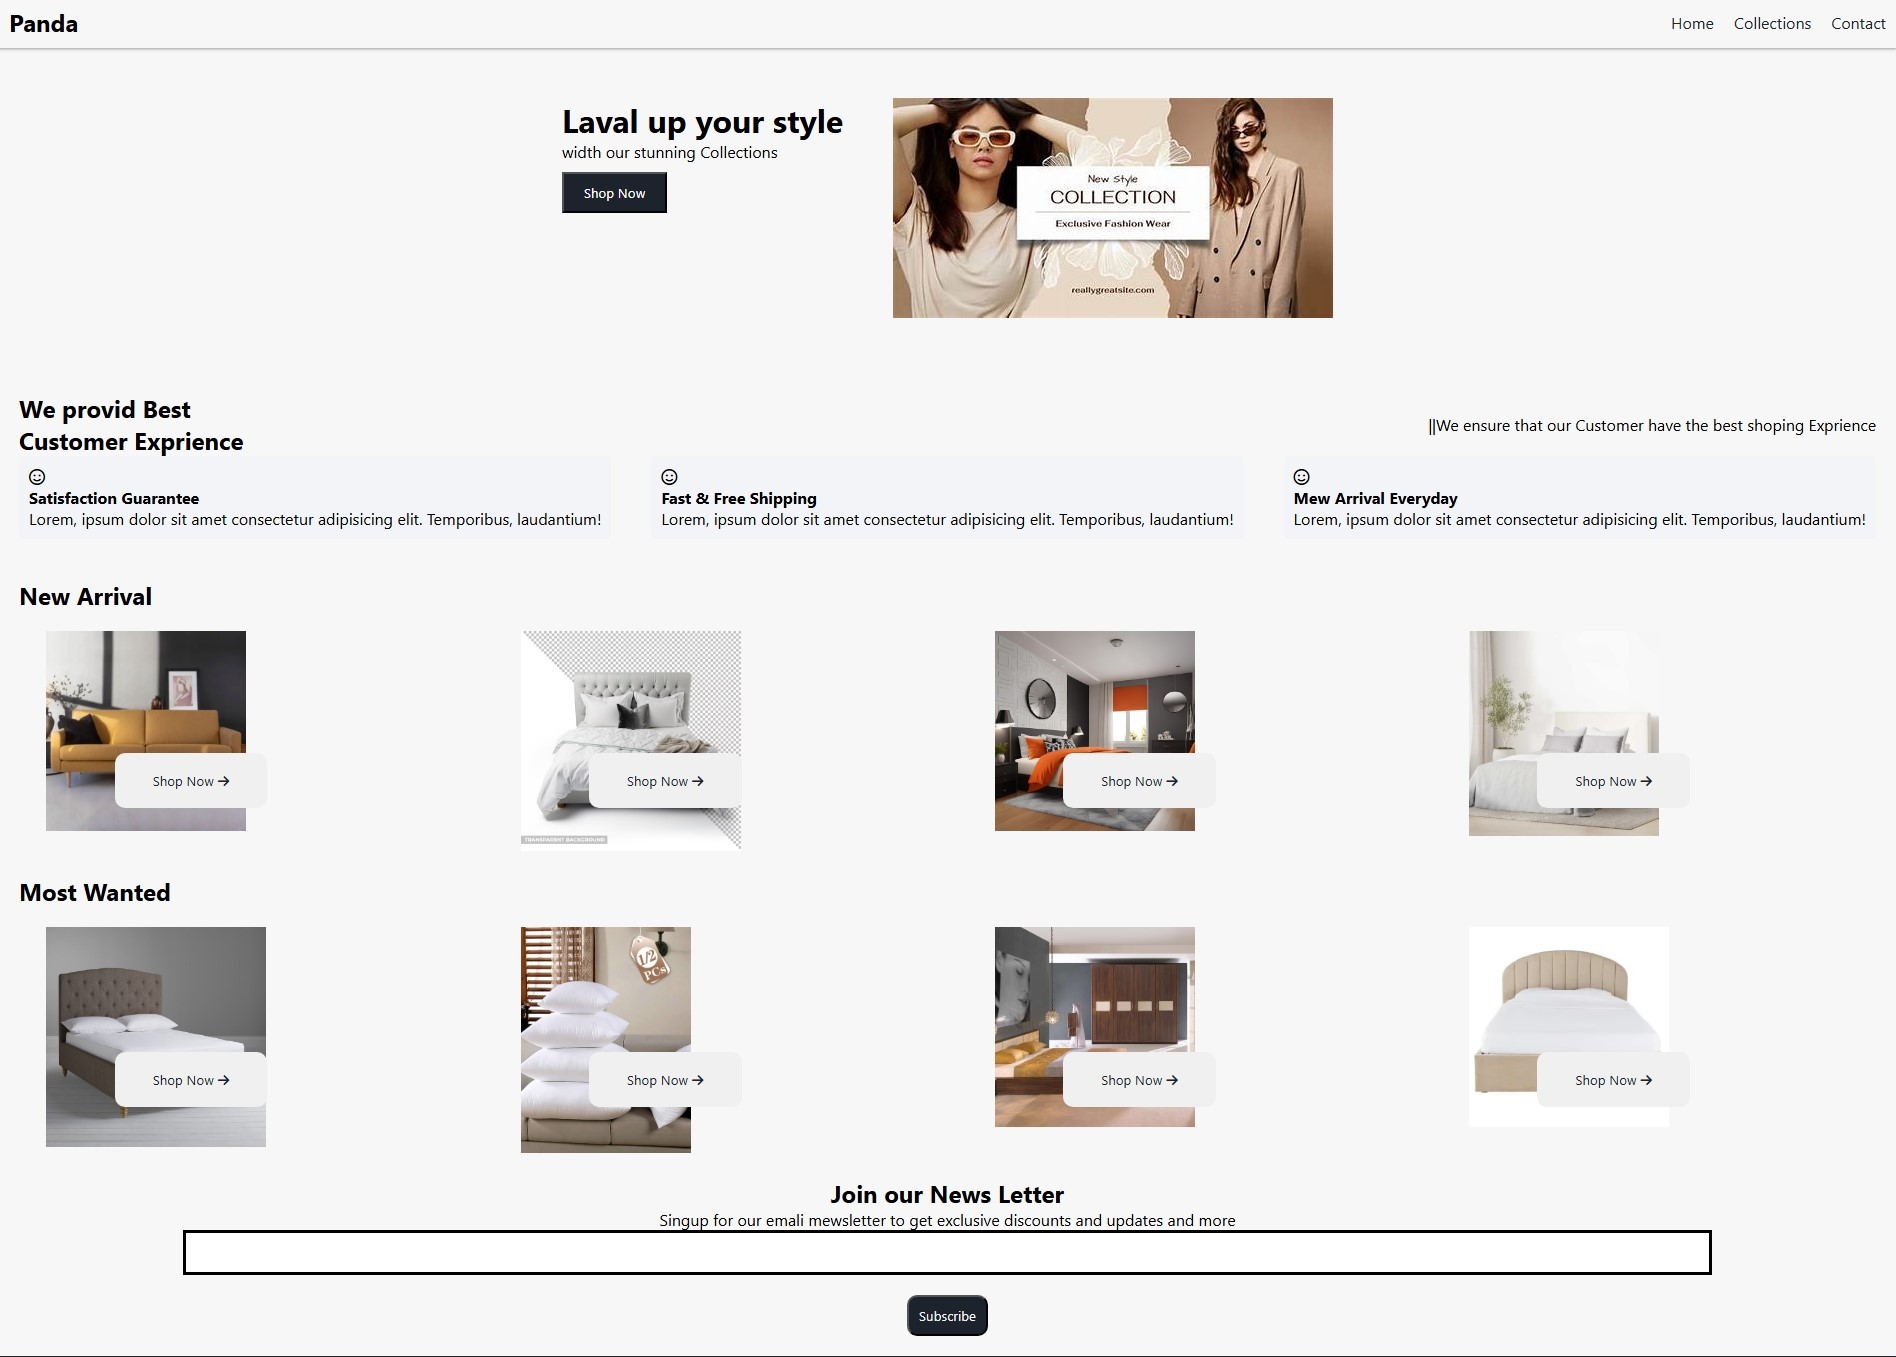 Panda
Home Collections Contact
Laval up your style
width our stunning Collections
Shop Now
New Style
COLLECTION
Exclusive Fashion Wear
reallygreatsite.com
We provid Best
Customer Exprience
||We ensure that our Customer have the best shoping Exprience
Satisfaction Guarantee
Lorem, ipsum dolor sit amet consectetur adipisicing elit. Temporibus, laudantium!
Fast & Free Shipping
Lorem, ipsum dolor sit amet consectetur adipisicing elit. Temporibus, laudantium!
Mew Arrival Everyday
Lorem, ipsum dolor sit amet consectetur adipisicing elit. Temporibus, laudantium!
New Arrival
Shop Now →
Shop Now →
TRANSPARENT BACKGROUND
Shop Now →
Shop Now →
Most Wanted
Shop Now →
1/2
PCs
Shop Now →
Shop Now →
Shop Now →
Join our News Letter
Singup for our emali mewsletter to get exclusive discounts and updates and more
Subscribe